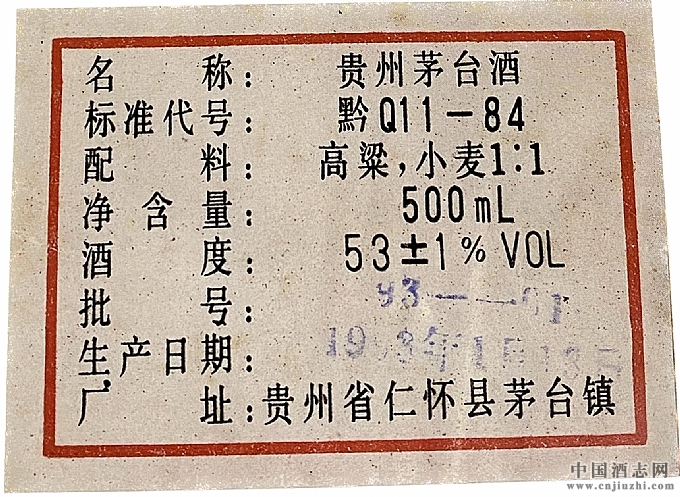 名称：贵州茅台酒
标准代号：黔Q11－84
配料：高粱，小麦1:1
净含量：500mL
酒度：53±1％VOL
批号：93——01
生产日期：
厂址：贵州省仁怀县茅台镇
中国酒志网
www.cnjiuzhi.com